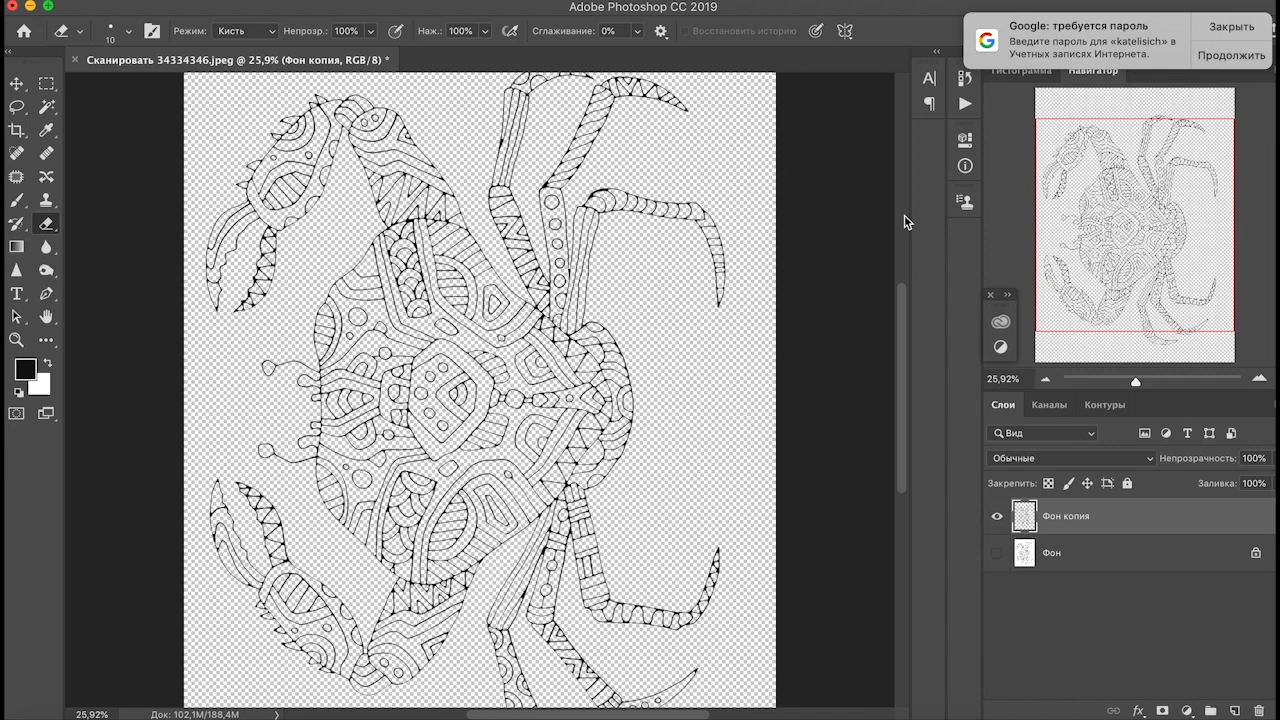 Adobe Photoshop CC 2019
10
Режим:
Кисть
Непрозр.:
100%
Наж.:
100%
Сглаживание:
0%
Восстановить историю
Google: требуется пароль
Введите пароль для «katelisich» в
Учетных записях Интернета.
Закрыть
Продолжить
Сканировать 34334346.jpeg @ 25,9% (Фон копия, RGB/8) *
Гистограмма
Навигатор
25,92%
Слои
Каналы
Контуры
Вид
Обычные
Непрозрачность:
100%
Закрепить:
Заливка:
100%
Фон копия
Фон
fx
25,92%
Док: 102,1M/188,4M